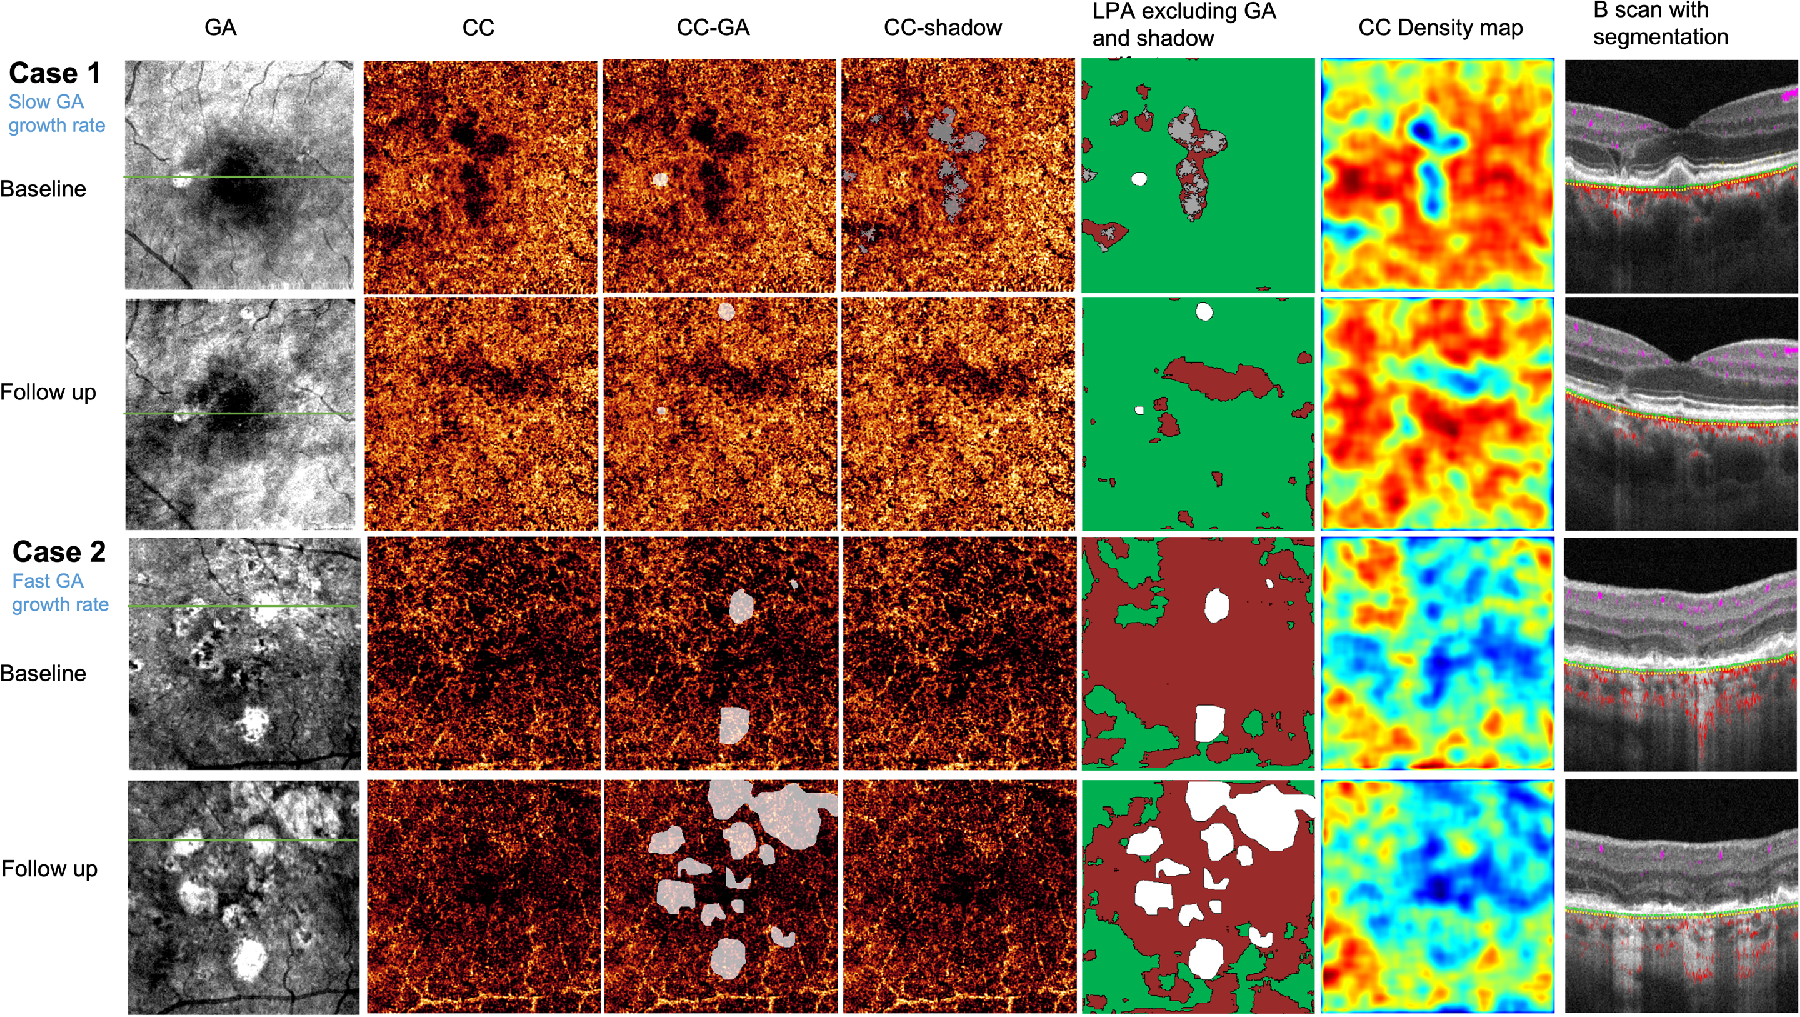 GA
CC
CC-GA
CC-shadow
LPA excluding GA
and shadow
CC Density map
B scan with
segmentation
Case 1
Slow GA
growth rate
Baseline
Follow up
Case 2
Fast GA
growth rate
Baseline
Follow up